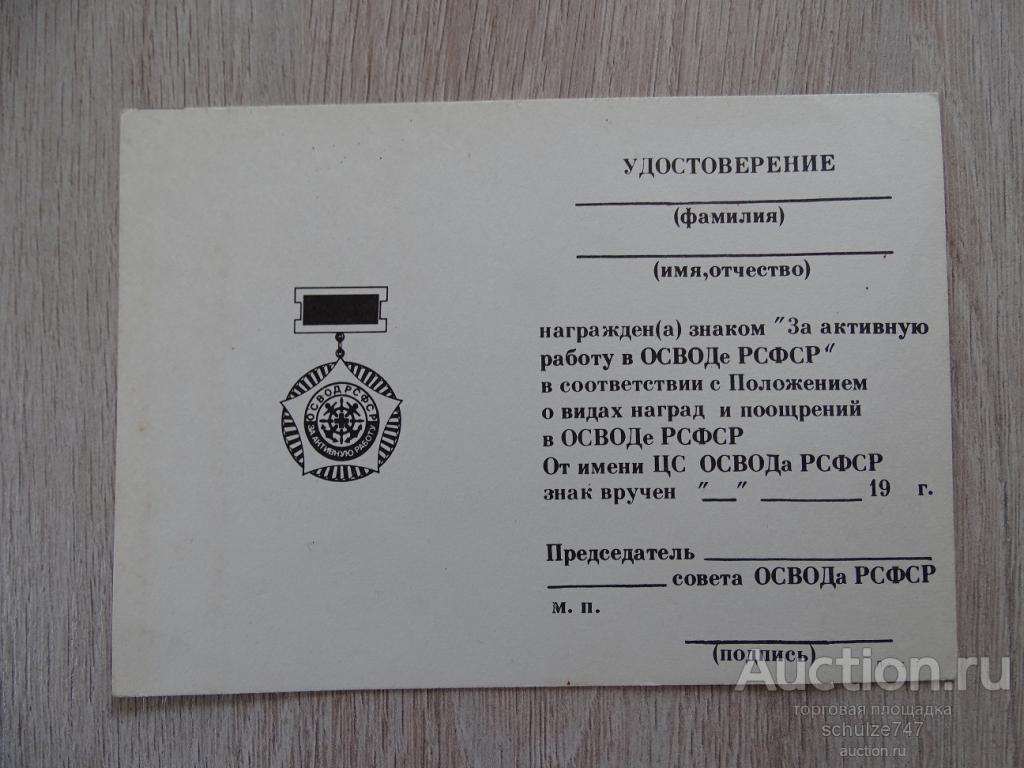 УДОСТОВЕРЕНИЕ
(фамилия)
(имя,отчество)
ОСВОД РСФСР
ЗА АКТИВНУЮ РАБОТУ
награжден(а) знаком "За активную
работу в ОСВОДе РСФСР"
в соответствии с Положением
о видах наград и поощрений
в ОСВОДе РСФСР
От имени ЦС ОСВОДа РСФСР
знак вручен "__" ________ 19 г.
Председатель ________________
________ совета ОСВОДа РСФСР
м. п.
(подпись)
Auction.ru
торговая площадка
schulze747
auction.ru